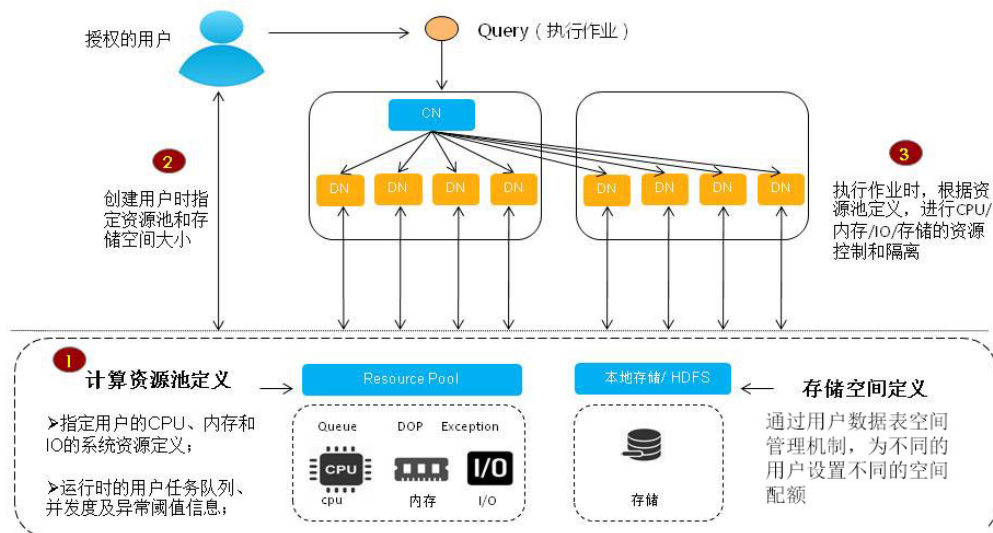 授权的用户
Query（执行作业）
CN
DN DN DN DN DN DN DN DN
2
创建用户时指
定资源池和存
储空间大小
3
执行作业时，根据资
源池定义，进行CPU/
内存/IO/存储的资源
控制和隔离
1
计算资源池定义
➢指定用户的CPU、内存和
IO的系统资源定义；
➢运行时的用户任务队列、
并发度及异常阈值信息；
Resource Pool
Queue DOP Exception
CPU I/O
cpu 内存 I/O
本地存储/ HDFS
存储
存储空间定义
通过用户数据表空间
管理机制，为不同的
用户设置不同的空间
配额